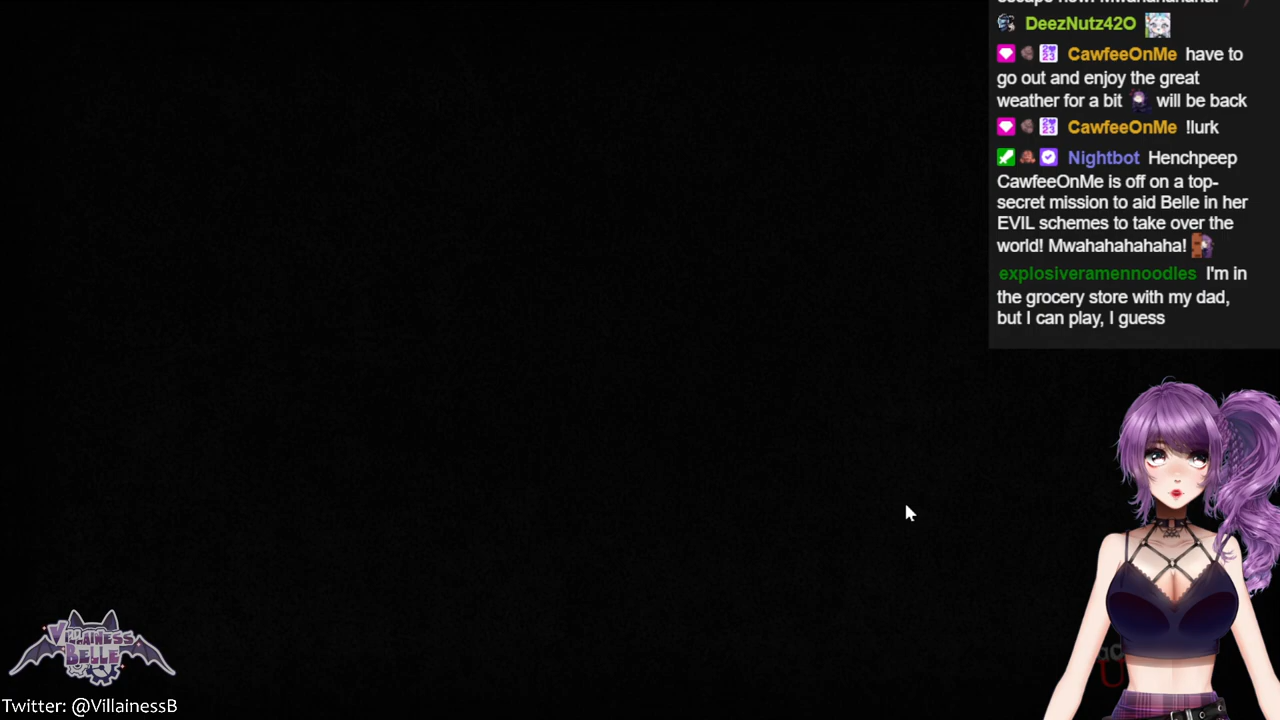 DeezNutz42O
CawfeeOnMe have to
go out and enjoy the great
weather for a bit will be back
CawfeeOnMe !lurk
Nightbot Henchpeep
CawfeeOnMe is off on a top-
secret mission to aid Belle in her
EVIL schemes to take over the
world! Mwahahahahaha!
explosiveramennoodles I'm in
the grocery store with my dad,
but I can play, I guess
VILLAINESS
BELLE
Twitter: @VillainessB